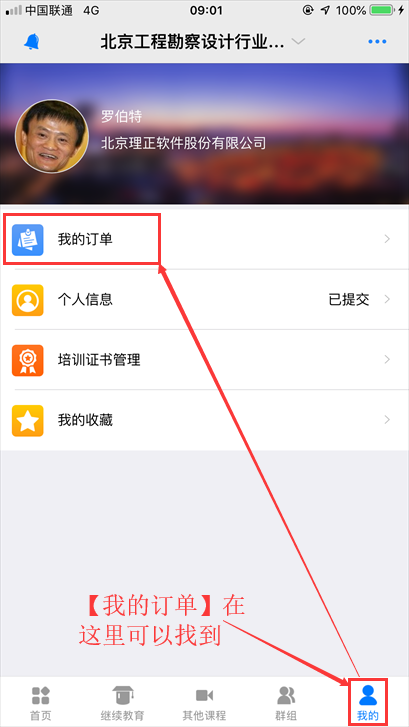 中国联通 4G 09:01 100%
北京工程勘察设计行业...
罗伯特
北京理正软件股份有限公司
我的订单
个人信息 已提交
培训证书管理
我的收藏
【我的订单】在
这里可以找到
首页 继续教育 其他课程 群组 我的